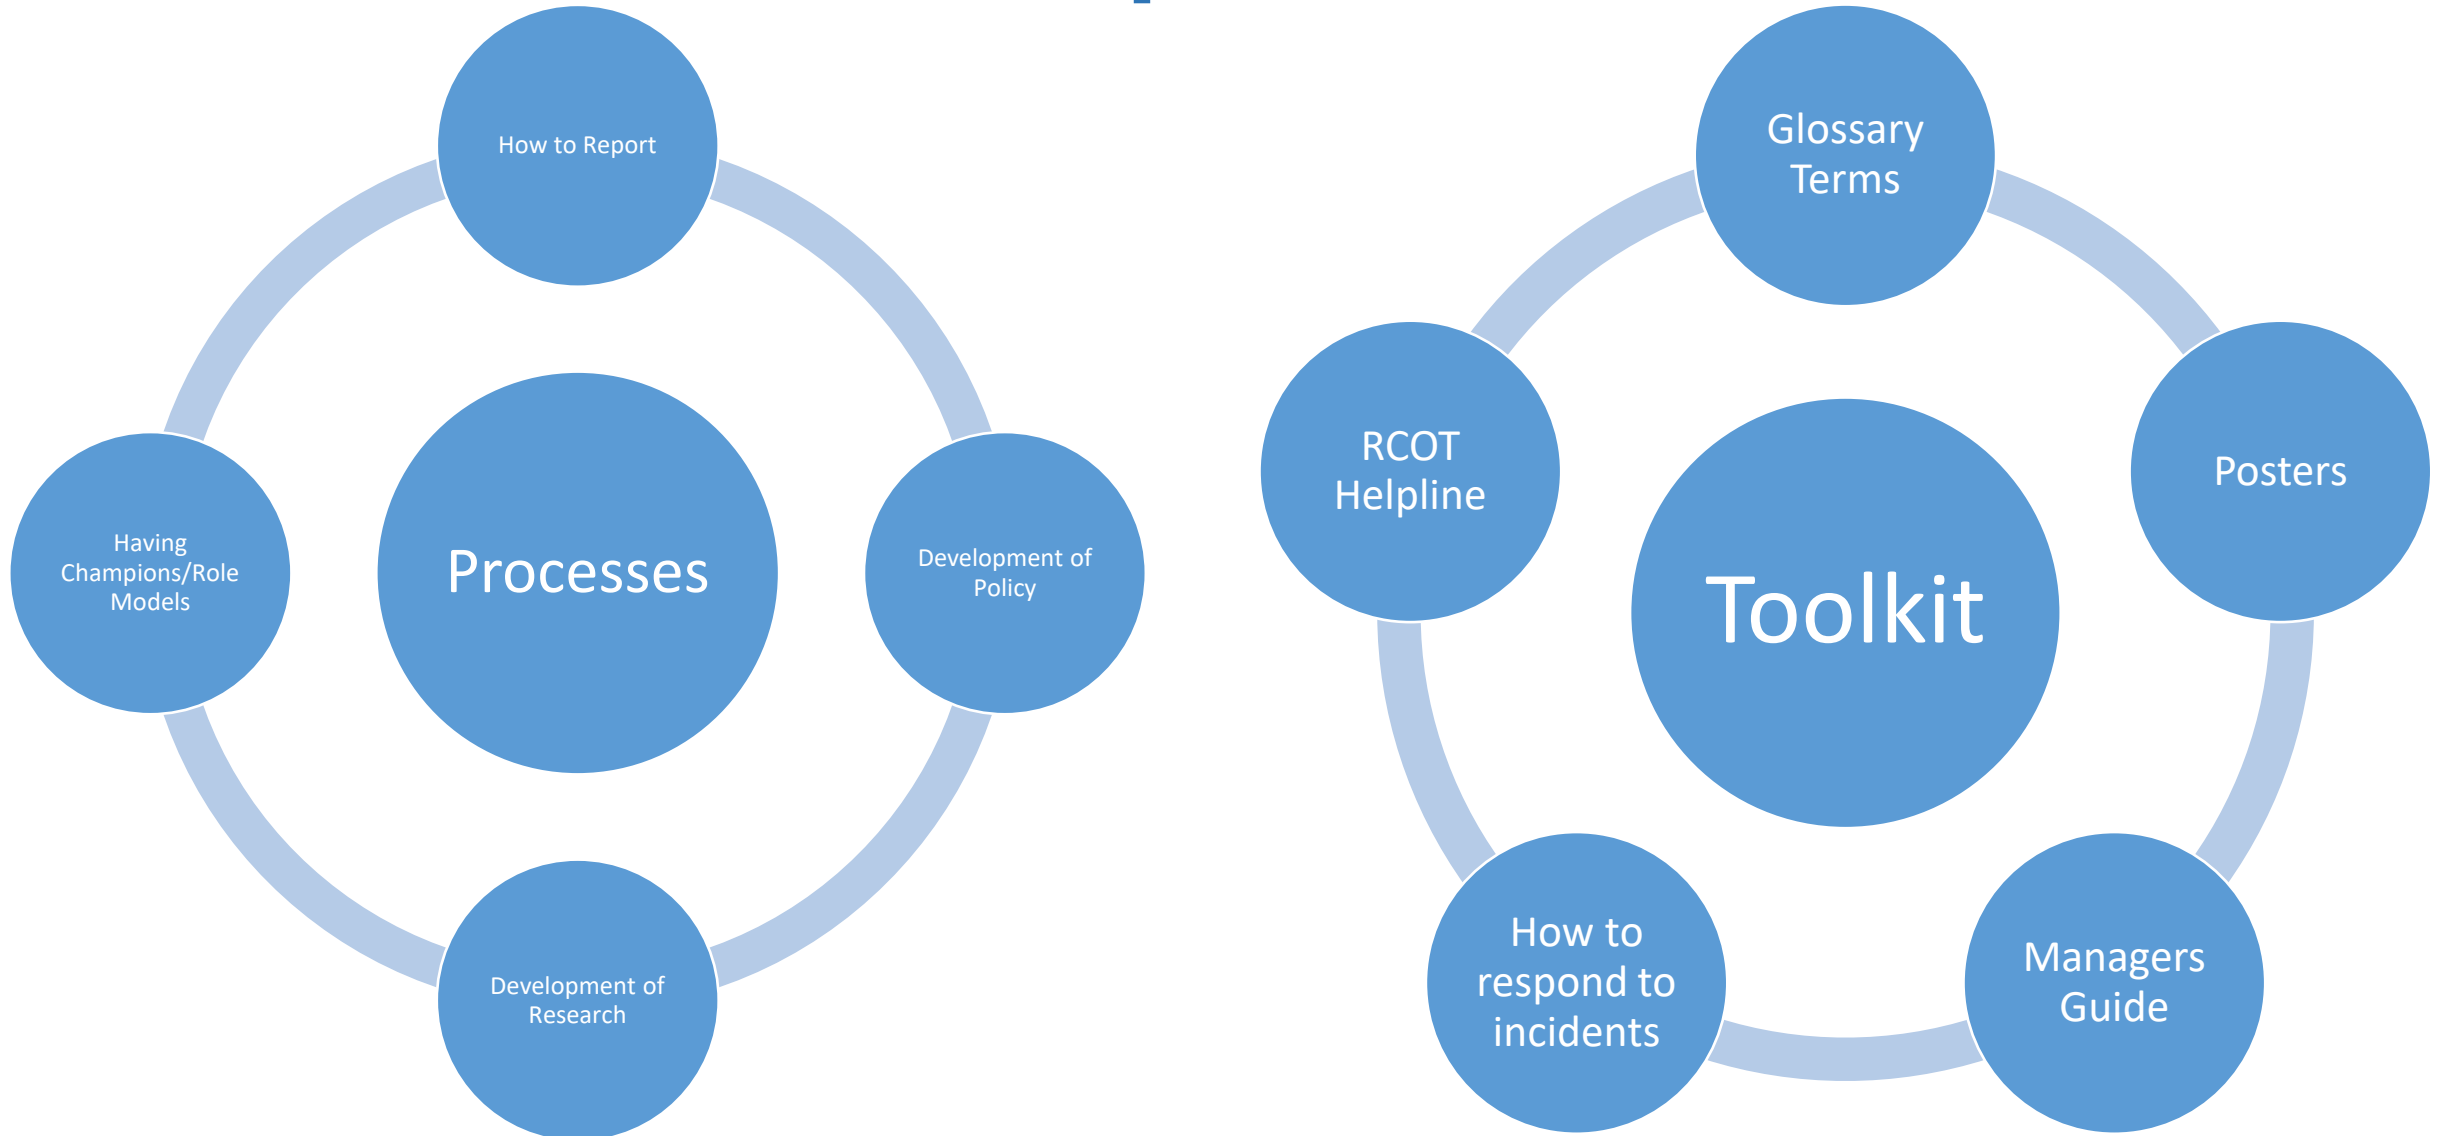 How to Report
Having
Champions/Role
Models
Processes
Development of
Policy
Development of
Research
Glossary
Terms
RCOT
Helpline
Posters
Toolkit
How to
respond to
incidents
Managers
Guide